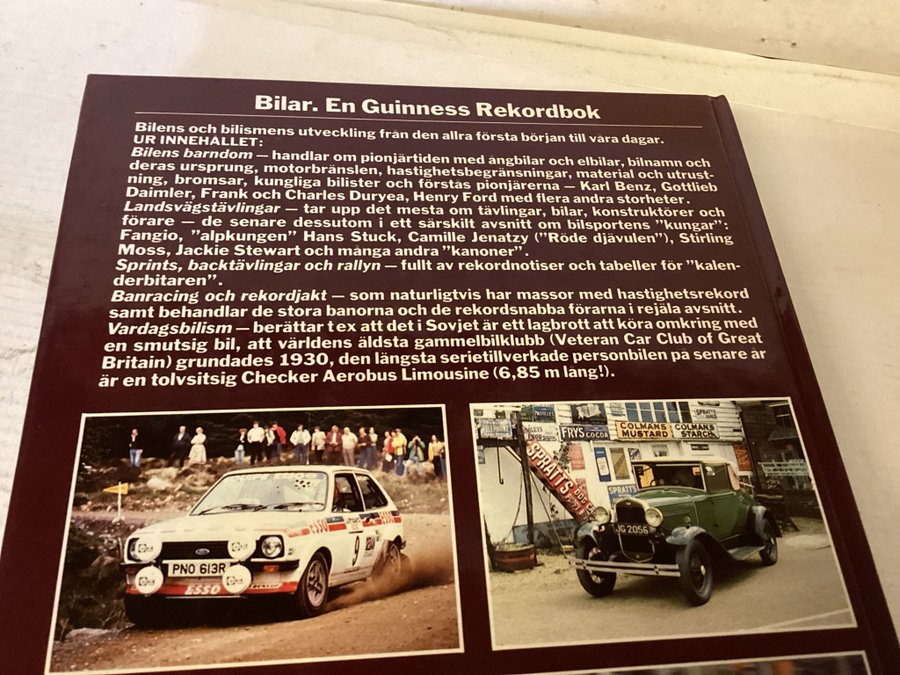 Bilar. En Guinness Rekordbok
Bilens och bilismens utveckling från den allra första början till våra dagar.
UR INNEHÅLLET:
Bilens barndom — handlar om pionjärtiden med ångbilar och elbilar, bilnamn och
deras ursprung, motorbränslen, hastighetsbegränsningar, material och utrust-
ning, bromsar, kungliga bilister och förstås pionjärerna — Karl Benz, Gottlieb
Daimler, Frank och Charles Duryea, Henry Ford med flera andra storheter.
Landsvägstävlingar — tar upp det mesta om tävlingar, bilar, konstruktörer och
förare — de senare dessutom i ett särskilt avsnitt om bilsportens ”kungar”:
Fangio, ”alpkungen” Hans Stuck, Camille Jenatzy (”Röde djävulen”), Stirling
Moss, Jackie Stewart och många andra ”kanoner”.
Sprints, backtävlingar och rallyn — fullt av rekordnotiser och tabeller för ”kalen-
derbitaren”.
Banracing och rekordjakt — som naturligtvis har massor med hastighetsrekord
samt behandlar de stora banorna och de rekordsnabba förarna i rejäla avsnitt.
Vardagsbilism — berättar t ex att det i Sovjet är ett lagbrott att köra omkring med
en smutsig bil, att världens äldsta gammelbilklubb (Veteran Car Club of Great
Britain) grundades 1930, den längsta serietillverkade personbilen på senare år
är en tolvsitsig Checker Aerobus Limousine (6,85 m lång!).
ESSO
9
PNO 613R
ESSO
DUNLOP
FRYS COCOA
COLMANS MUSTARD
COLMANS STARCH
SPRATTS
SPRATT'S
SPRATTS
JG 2056